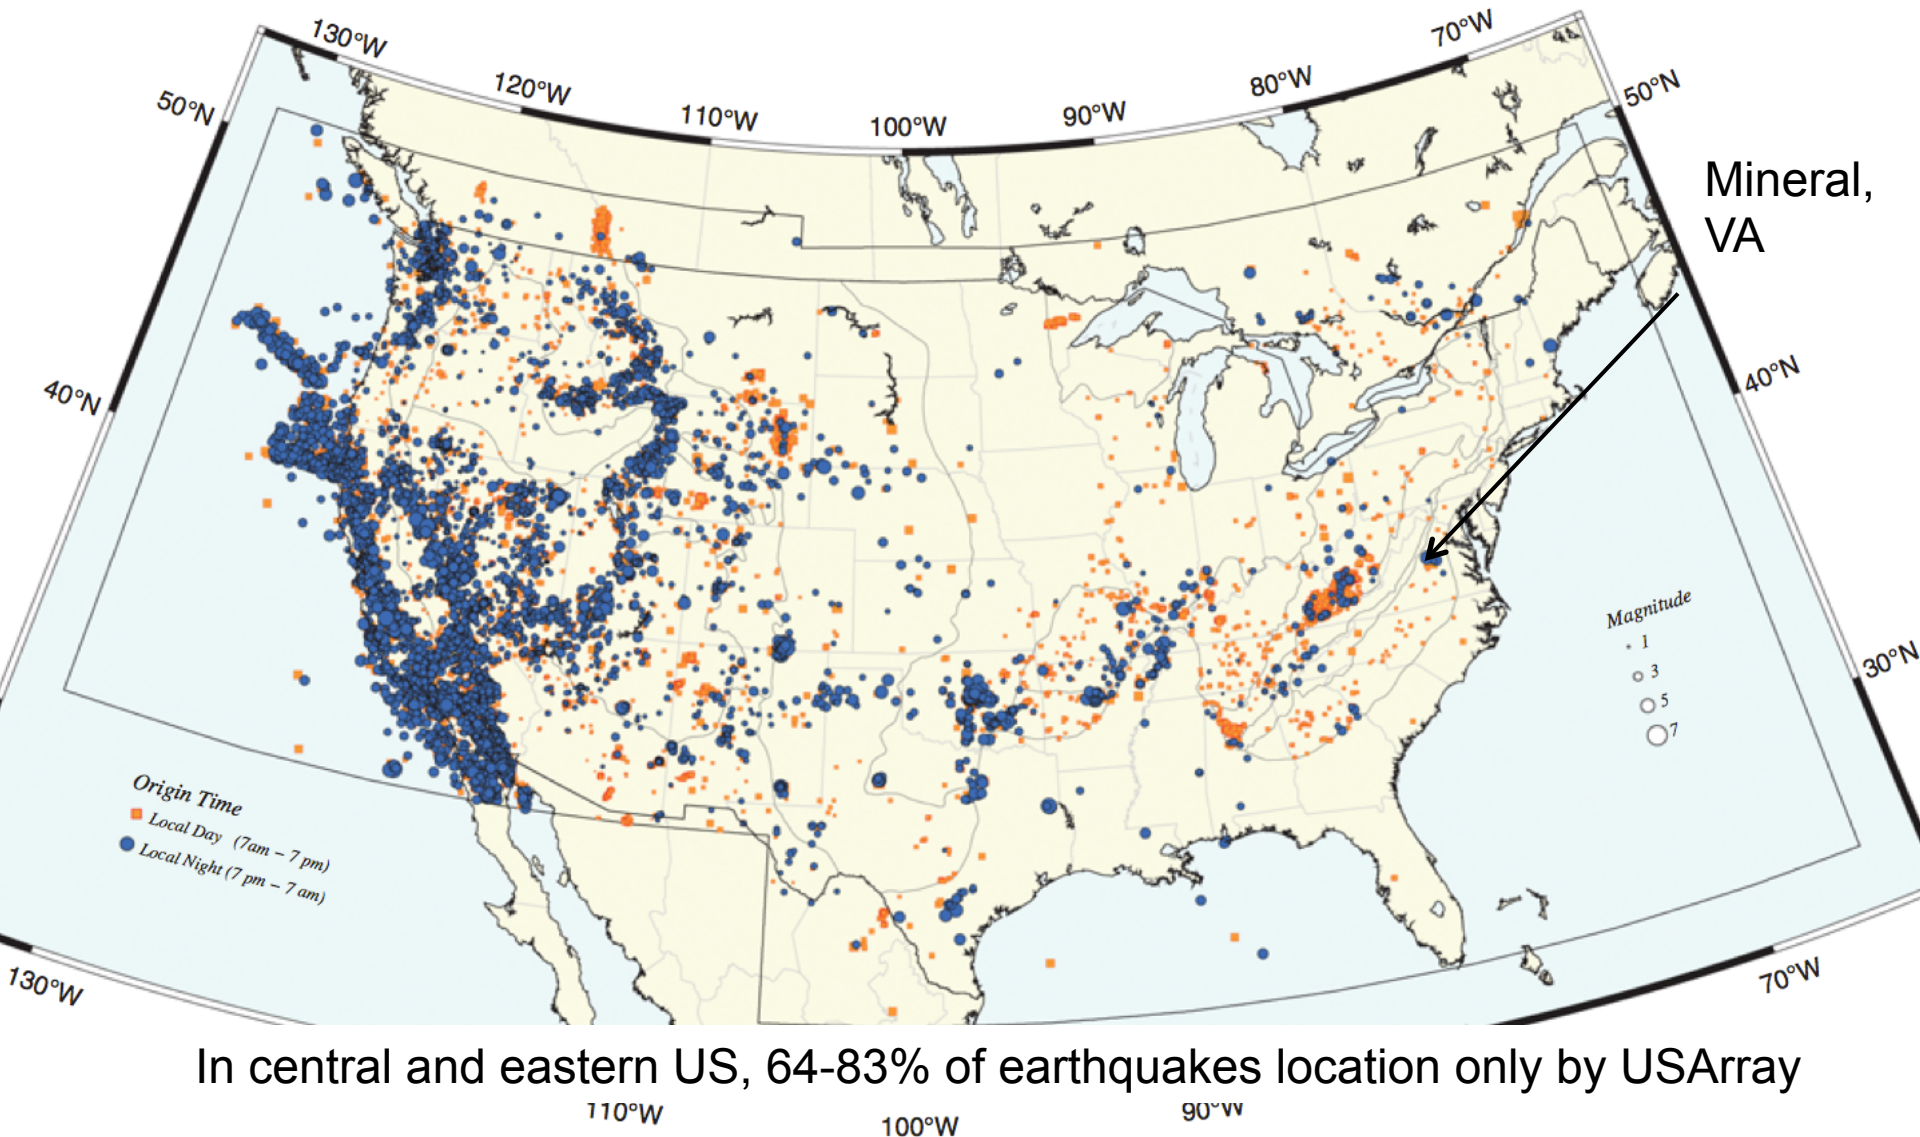 130°W
120°W
110°W
100°W
90°W
80°W
70°W
50°N
50°N
Mineral,
VA
40°N
40°N
30°N
Magnitude
1
3
5
7
Origin Time
Local Day (7am – 7 pm)
Local Night (7 pm – 7 am)
130°W
70°W
In central and eastern US, 64-83% of earthquakes location only by USArray
110°W
100°W
90°W